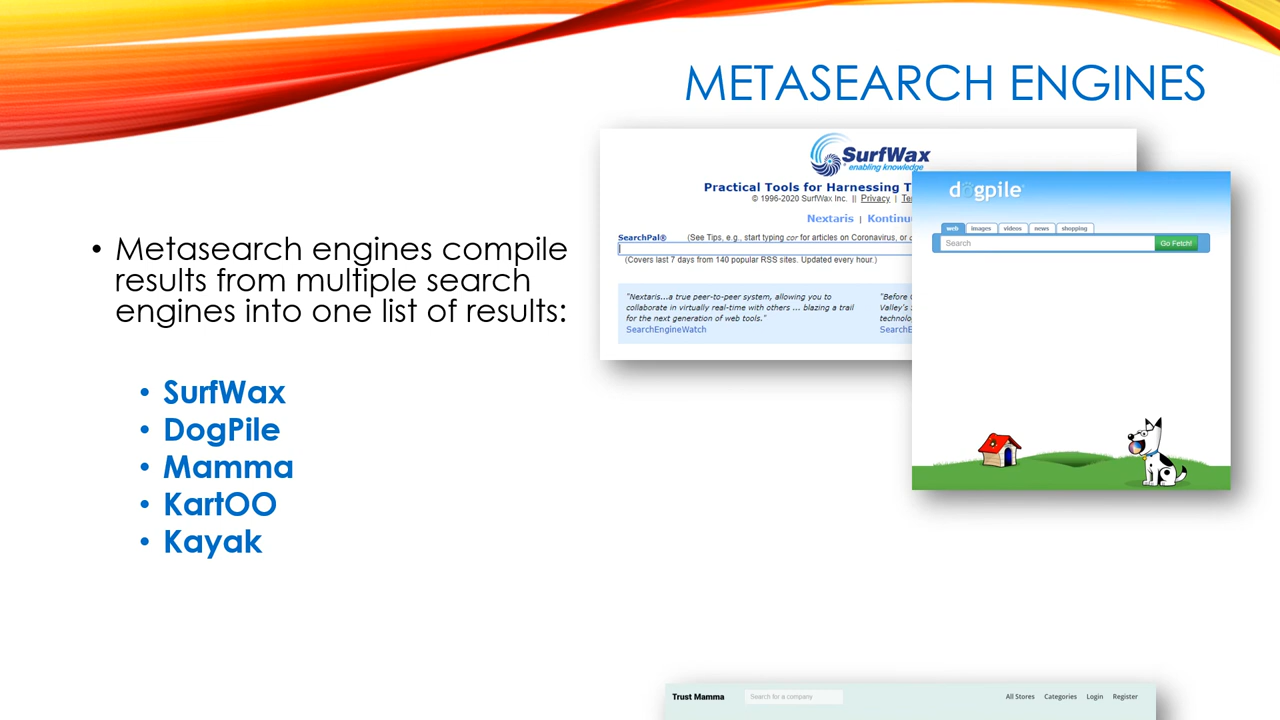 METASEARCH ENGINES
• Metasearch engines compile
results from multiple search
engines into one list of results:
• SurfWax
• DogPile
• Mamma
• KartOO
• Kayak
SurfWax
enabling knowledge
Practical Tools for Harnessing
© 1996-2020 SurfWax Inc. || Privacy |
Nextaris |
SearchPal® (See Tips, e.g., start typing cor for articles on Coronavirus, or
(Covers last 7 days from 140 popular RSS sites. Updated every hour.)
"Nextaris...a true peer-to-peer system, allowing you to
collaborate in virtually real-time with others ... blazing a trail
for the next generation of web tools."
SearchEngineWatch
"Before
Valley's
dogpile
web images videos news shopping
Search Go Fetch!
Trust Mamma Search for a company All Stores Categories Login Register